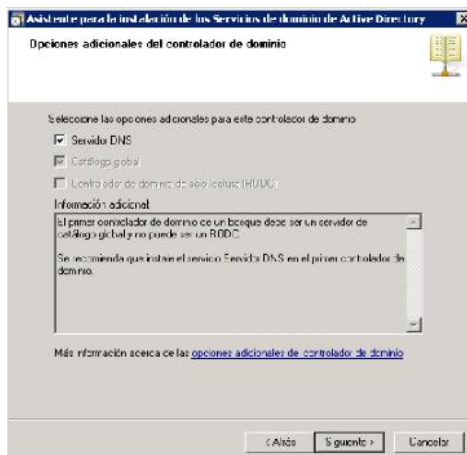 Asistente para la instalación de los Servicios de dominio de Active Directory
Opciones adicionales del controlador de dominio
Seleccione las opciones adicionales para este controlador de dominio
Servidor DNS
Catálogo global
Controlador de dominio de sólo lectura (RODC)
Información adicional:
El primer controlador de dominio de un bosque debe ser un servidor de
catálogo global y no puede ser un RODC.
Se recomienda que instale el servicio Servidor DNS en el primer controlador de
dominio.
Más información acerca de las opciones adicionales de controlador de dominio
< Atrás
Siguiente >
Cancelar